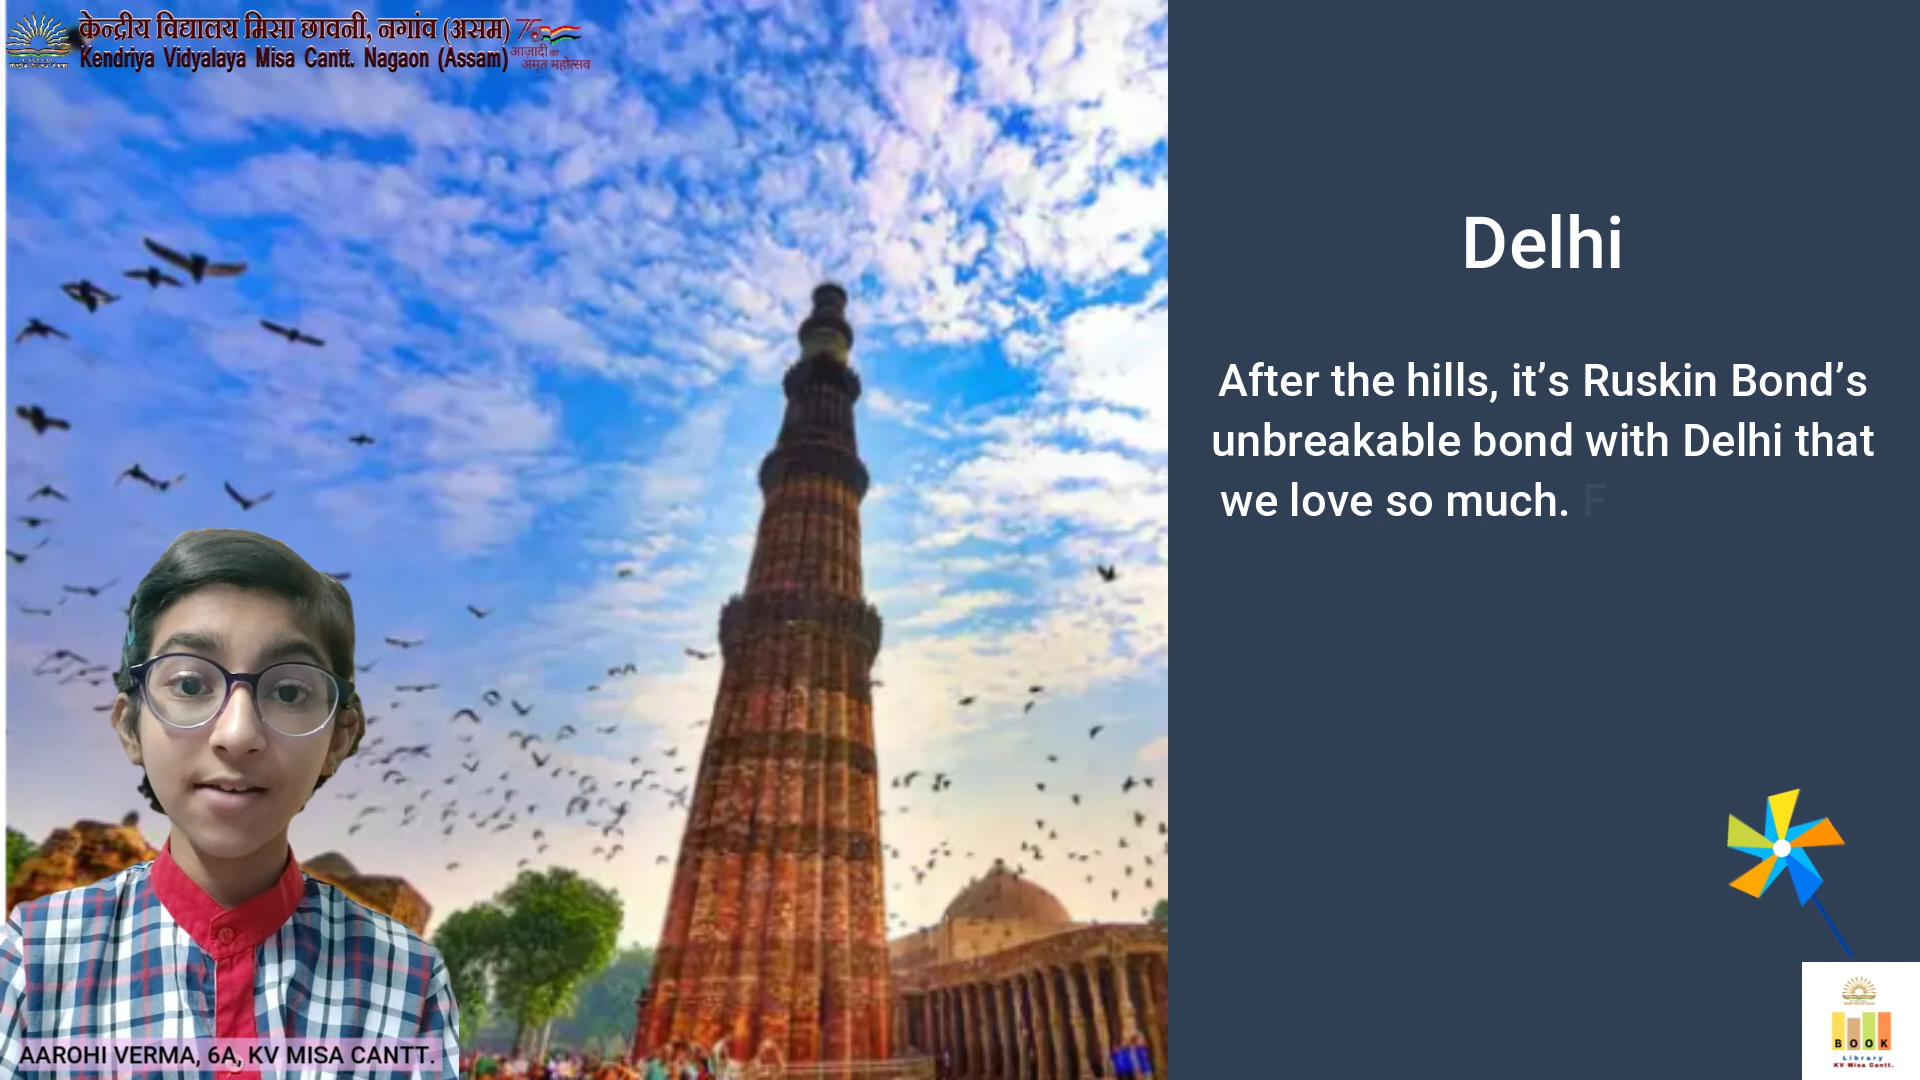 केन्द्रीय विद्यालय मिसा छावनी, नगांव (असम)
Kendriya Vidyalaya Misa Cantt. Nagaon (Assam)
आज़ादी का
अमृत महोत्सव
Delhi
After the hills, it’s Ruskin Bond’s
unbreakable bond with Delhi that
we love so much. F
AAROHI VERMA, 6A, KV MISA CANTT.
BOOK
Library
KV Misa Cantt.